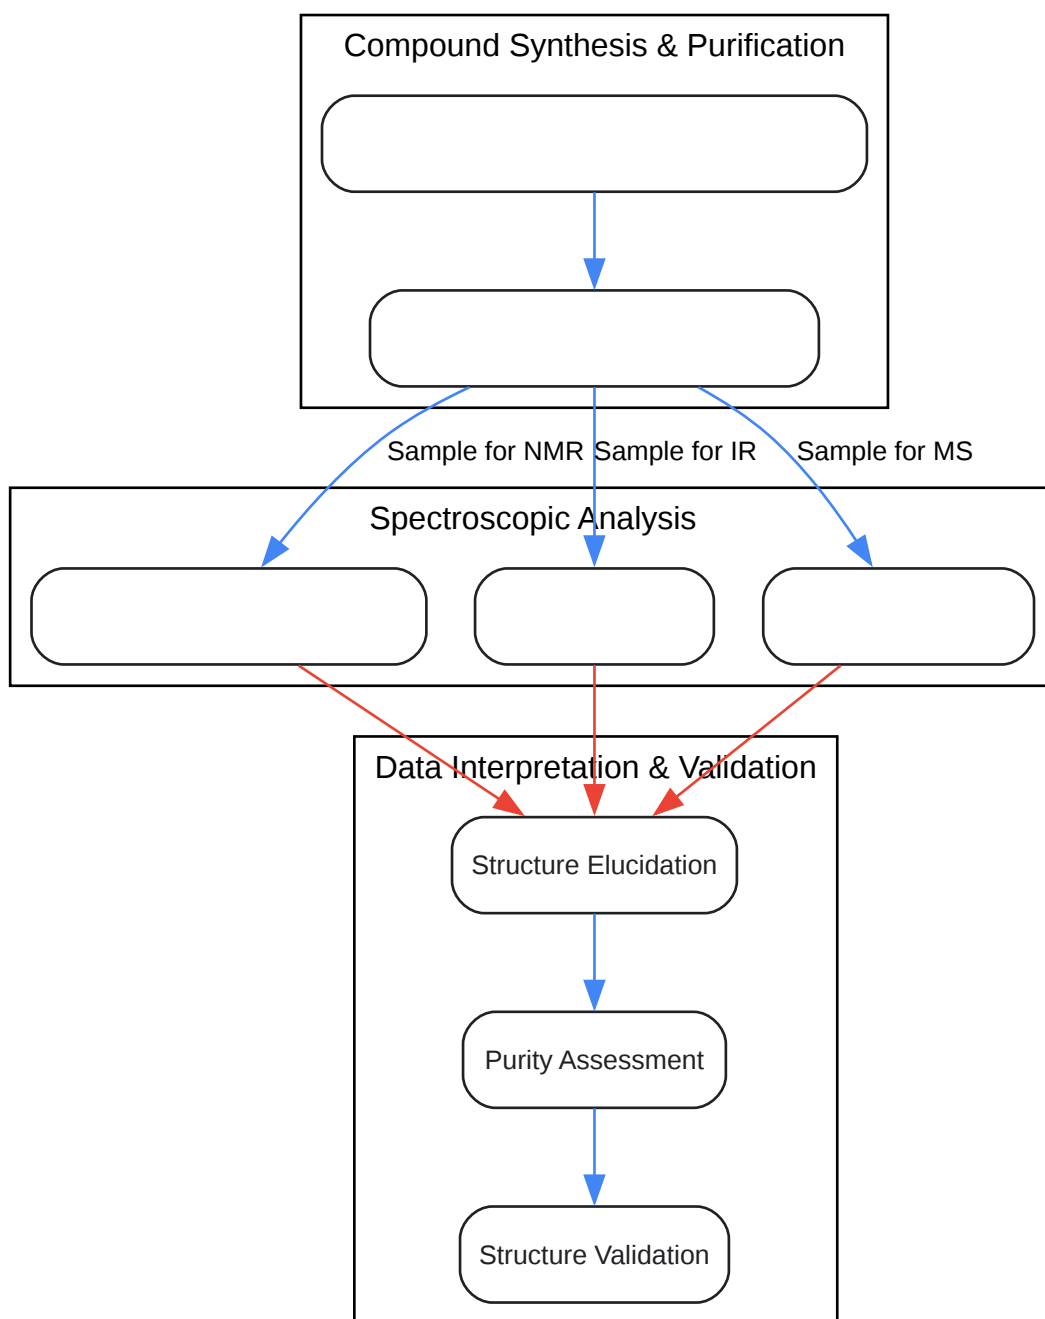 Compound Synthesis & Purification
Sample for NMR
Sample for IR
Sample for MS
Spectroscopic Analysis
Data Interpretation & Validation
Structure Elucidation
Purity Assessment
Structure Validation